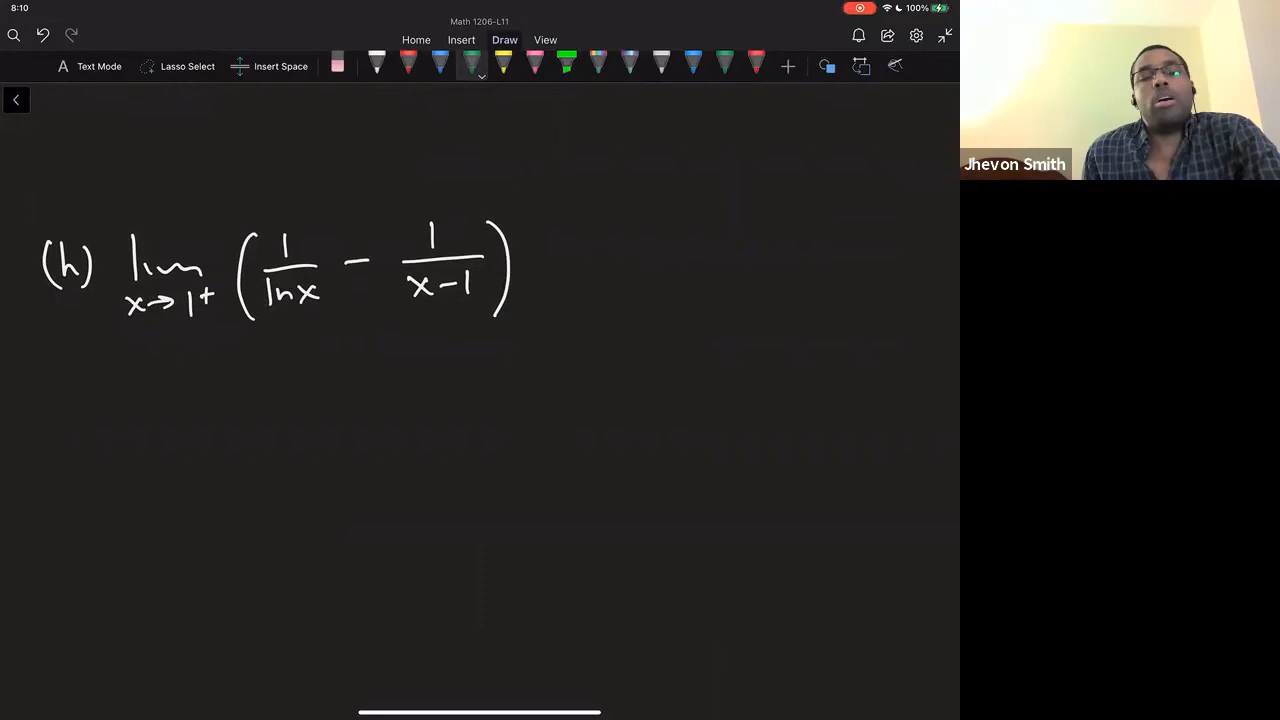 8:10
100%
Math 1206-L11
Home Insert Draw View
A Text Mode Lasso Select Insert Space
Jhevon Smith
(h) lim x→1⁺ ( 1/ln x − 1/(x−1) )